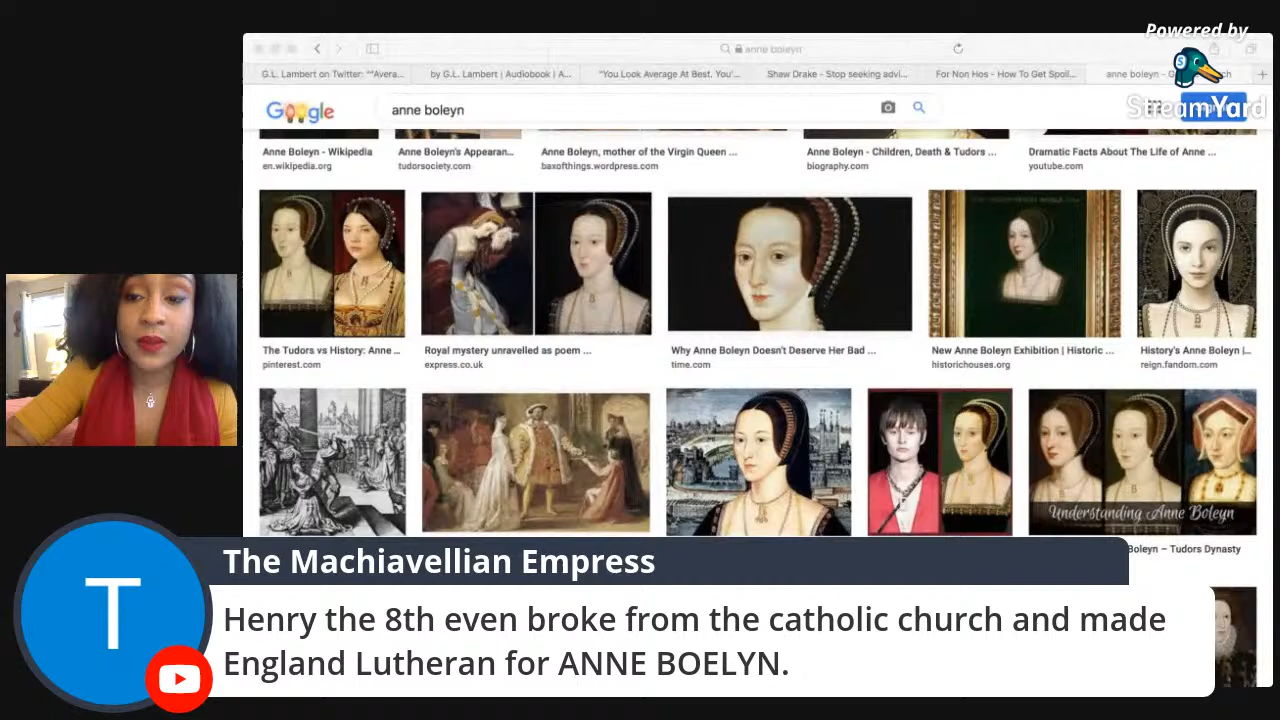 Powered by
StreamYard
anne boleyn
G.L. Lambert on Twitter: "“Avera...
by G.L. Lambert | Audiobook | A...
"You Look Average At Best. You'...
Shaw Drake - Stop seeking advi...
For Non Hos - How To Get Spoil...
anne boleyn - G
Google
anne boleyn
Anne Boleyn - Wikipedia
en.wikipedia.org
Anne Boleyn's Appearan...
tudorsociety.com
Anne Boleyn, mother of the Virgin Queen ...
baxofthings.wordpress.com
Anne Boleyn - Children, Death & Tudors ...
biography.com
Dramatic Facts About The Life of Anne ...
youtube.com
The Tudors vs History: Anne ...
pinterest.com
Royal mystery unravelled as poem ...
express.co.uk
Why Anne Boleyn Doesn't Deserve Her Bad ...
time.com
New Anne Boleyn Exhibition | Historic ...
historichouses.org
History's Anne Boleyn |...
reign.fandom.com
Understanding Anne Boleyn
Boleyn – Tudors Dynasty
T
The Machiavellian Empress
Henry the 8th even broke from the catholic church and made
England Lutheran for ANNE BOELYN.